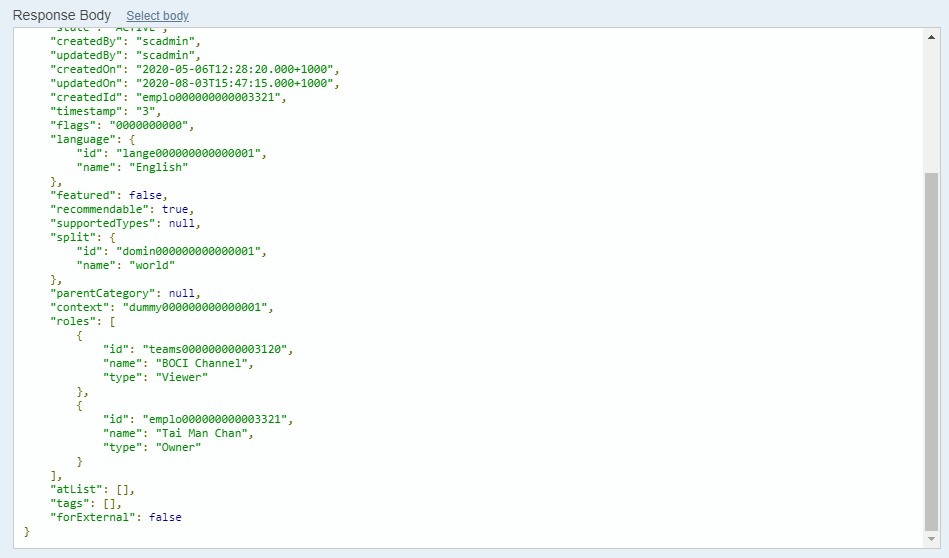 Response Body Select body
"state": "ACTIVE",
"createdBy": "scadmin",
"updatedBy": "scadmin",
"createdOn": "2020-05-06T12:28:20.000+1000",
"updatedOn": "2020-08-03T15:47:15.000+1000",
"createdId": "emplo000000000003321",
"timestamp": "3",
"flags": "0000000000",
"language": {
"id": "lange000000000000001",
"name": "English"
},
"featured": false,
"recommendable": true,
"supportedTypes": null,
"split": {
"id": "domin000000000000001",
"name": "world"
},
"parentCategory": null,
"context": "dummy000000000000001",
"roles": [
{
"id": "teams000000000003120",
"name": "BOCI Channel",
"type": "Viewer"
},
{
"id": "emplo000000000003321",
"name": "Tai Man Chan",
"type": "Owner"
}
],
"atList": [],
"tags": [],
"forExternal": false
}